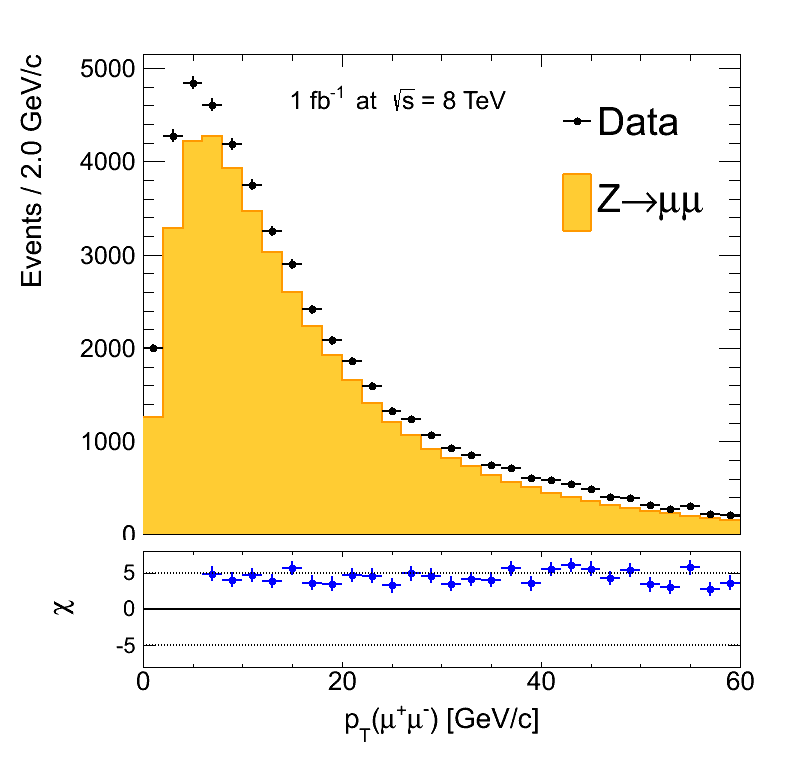 Events / 2.0 GeV/c
5000
4000
3000
2000
1000
0
1 fb⁻¹ at √s = 8 TeV
Data
Z→μμ
χ
5
0
-5
0 20 40 60
p_T(μ⁺μ⁻) [GeV/c]